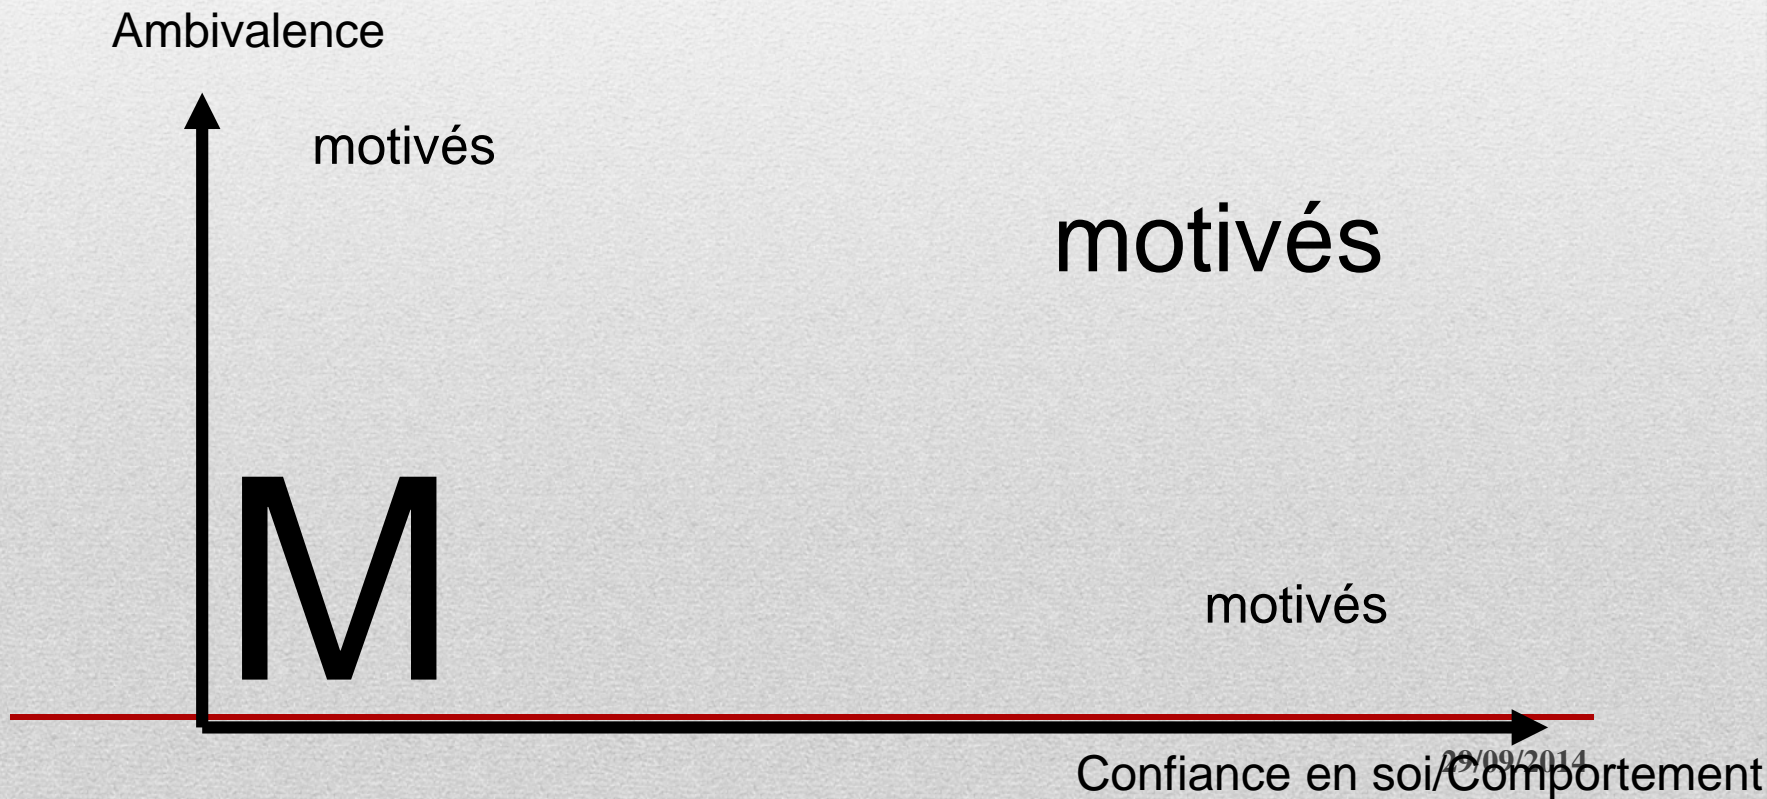 Ambivalence
motivés
motivés
M
motivés
29/09/2014
Confiance en soi/Comportement